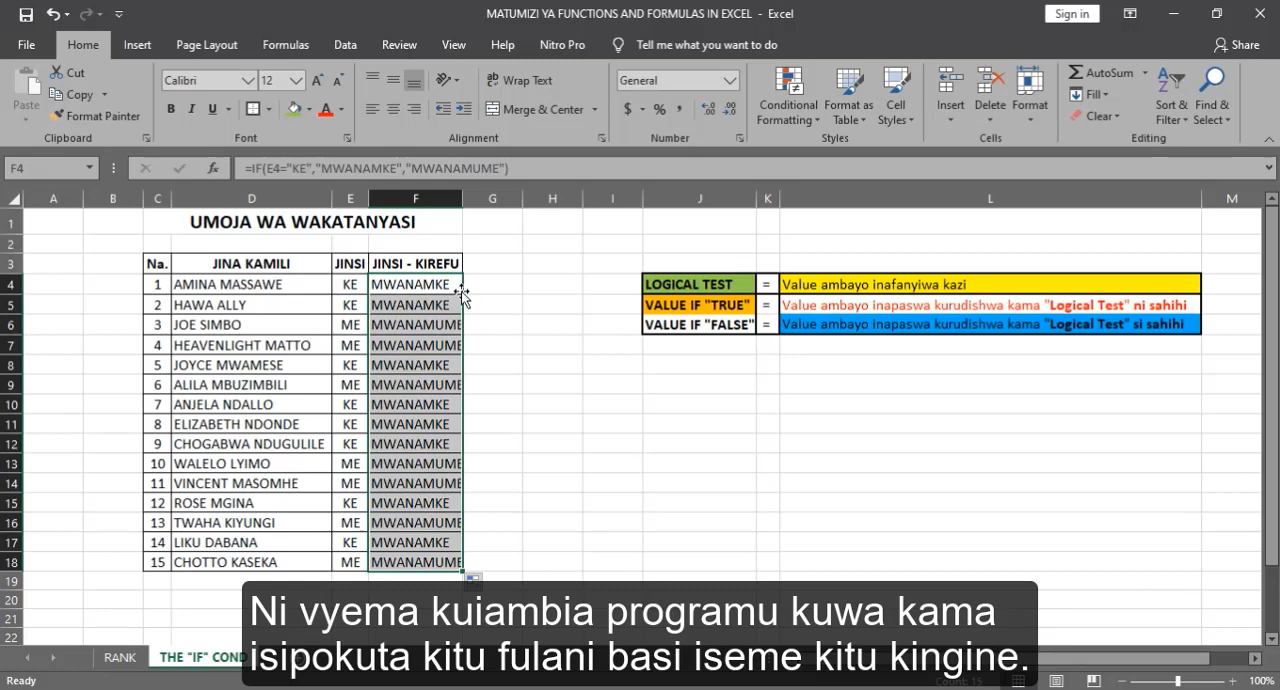 MATUMIZI YA FUNCTIONS AND FORMULAS IN EXCEL - Excel
Sign in
File Home Insert Page Layout Formulas Data Review View Help Nitro Pro Tell me what you want to do Share
Paste
Cut
Copy
Format Painter
Clipboard
Calibri 12
B I U
Font
Wrap Text
Merge & Center
Alignment
General
$ % ,
Number
Conditional Formatting
Format as Table
Cell Styles
Styles
Insert Delete Format
Cells
AutoSum
Fill
Clear
Sort & Filter
Find & Select
Editing
F4 fx =IF(E4="KE","MWANAMKE","MWANAMUME")
A B C D E F G H I J K L M
1 UMOJA WA WAKATANYASI
2
3 Na. JINA KAMILI JINSI JINSI - KIREFU
4 1 AMINA MASSAWE KE MWANAMKE LOGICAL TEST = Value ambayo inafanyiwa kazi
5 2 HAWA ALLY KE MWANAMKE VALUE IF "TRUE" = Value ambayo inapaswa kurudishwa kama "Logical Test" ni sahihi
6 3 JOE SIMBO ME MWANAMUME VALUE IF "FALSE" = Value ambayo inapaswa kurudishwa kama "Logical Test" si sahihi
7 4 HEAVENLIGHT MATTO ME MWANAMUME
8 5 JOYCE MWAMESE KE MWANAMKE
9 6 ALILA MBUZIMBILI ME MWANAMUME
10 7 ANJELA NDALLO KE MWANAMKE
11 8 ELIZABETH NDONDE KE MWANAMKE
12 9 CHOGABWA NDUGULILE KE MWANAMKE
13 10 WALELO LYIMO ME MWANAMUME
14 11 VINCENT MASOMHE ME MWANAMUME
15 12 ROSE MGINA KE MWANAMKE
16 13 TWAHA KIYUNGI ME MWANAMUME
17 14 LIKU DABANA KE MWANAMKE
18 15 CHOTTO KASEKA ME MWANAMUME
19
20
21
22
Ni vyema kuiambia programu kuwa kama
isipokuta kitu fulani basi iseme kitu kingine.
RANK THE "IF" COND
Ready Count: 15 100%